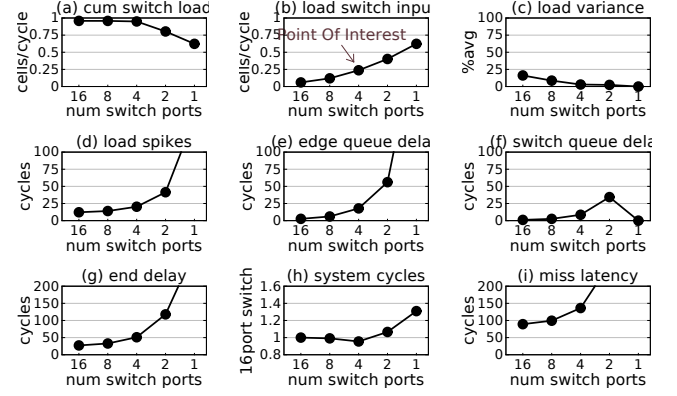 (a) cum switch load
cells/cycle
1
0.75
0.5
0.25
0
16 8 4 2 1
num switch ports
(b) load switch inpu
Point Of Interest
cells/cycle
1
0.75
0.5
0.25
0
16 8 4 2 1
num switch ports
(c) load variance
%avg
100
75
50
25
0
16 8 4 2 1
num switch ports
(d) load spikes
cycles
100
75
50
25
0
16 8 4 2 1
num switch ports
(e) edge queue dela
cycles
100
75
50
25
0
16 8 4 2 1
num switch ports
(f) switch queue dela
cycles
100
75
50
25
0
16 8 4 2 1
num switch ports
(g) end delay
cycles
200
150
100
50
0
16 8 4 2 1
num switch ports
(h) system cycles
16port switch
1.6
1.4
1.2
1
0.8
16 8 4 2 1
num switch ports
(i) miss latency
cycles
200
150
100
50
0
16 8 4 2 1
num switch ports